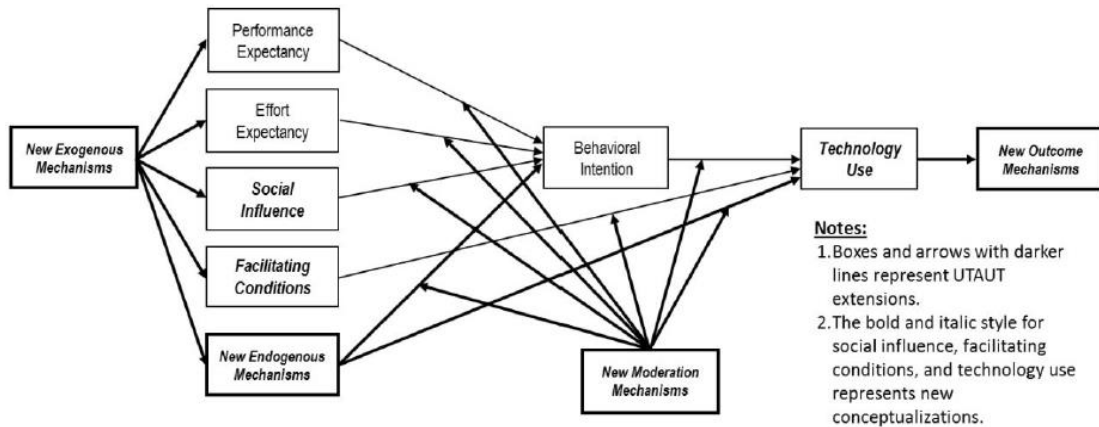 Performance
Expectancy
Effort
Expectancy
New Exogenous
Mechanisms
Social
Influence
Facilitating
Conditions
New Endogenous
Mechanisms
Behavioral
Intention
New Moderation
Mechanisms
Technology
Use
New Outcome
Mechanisms
Notes:
1.Boxes and arrows with darker
lines represent UTAUT
extensions.
2.The bold and italic style for
social influence, facilitating
conditions, and technology use
represents new
conceptualizations.